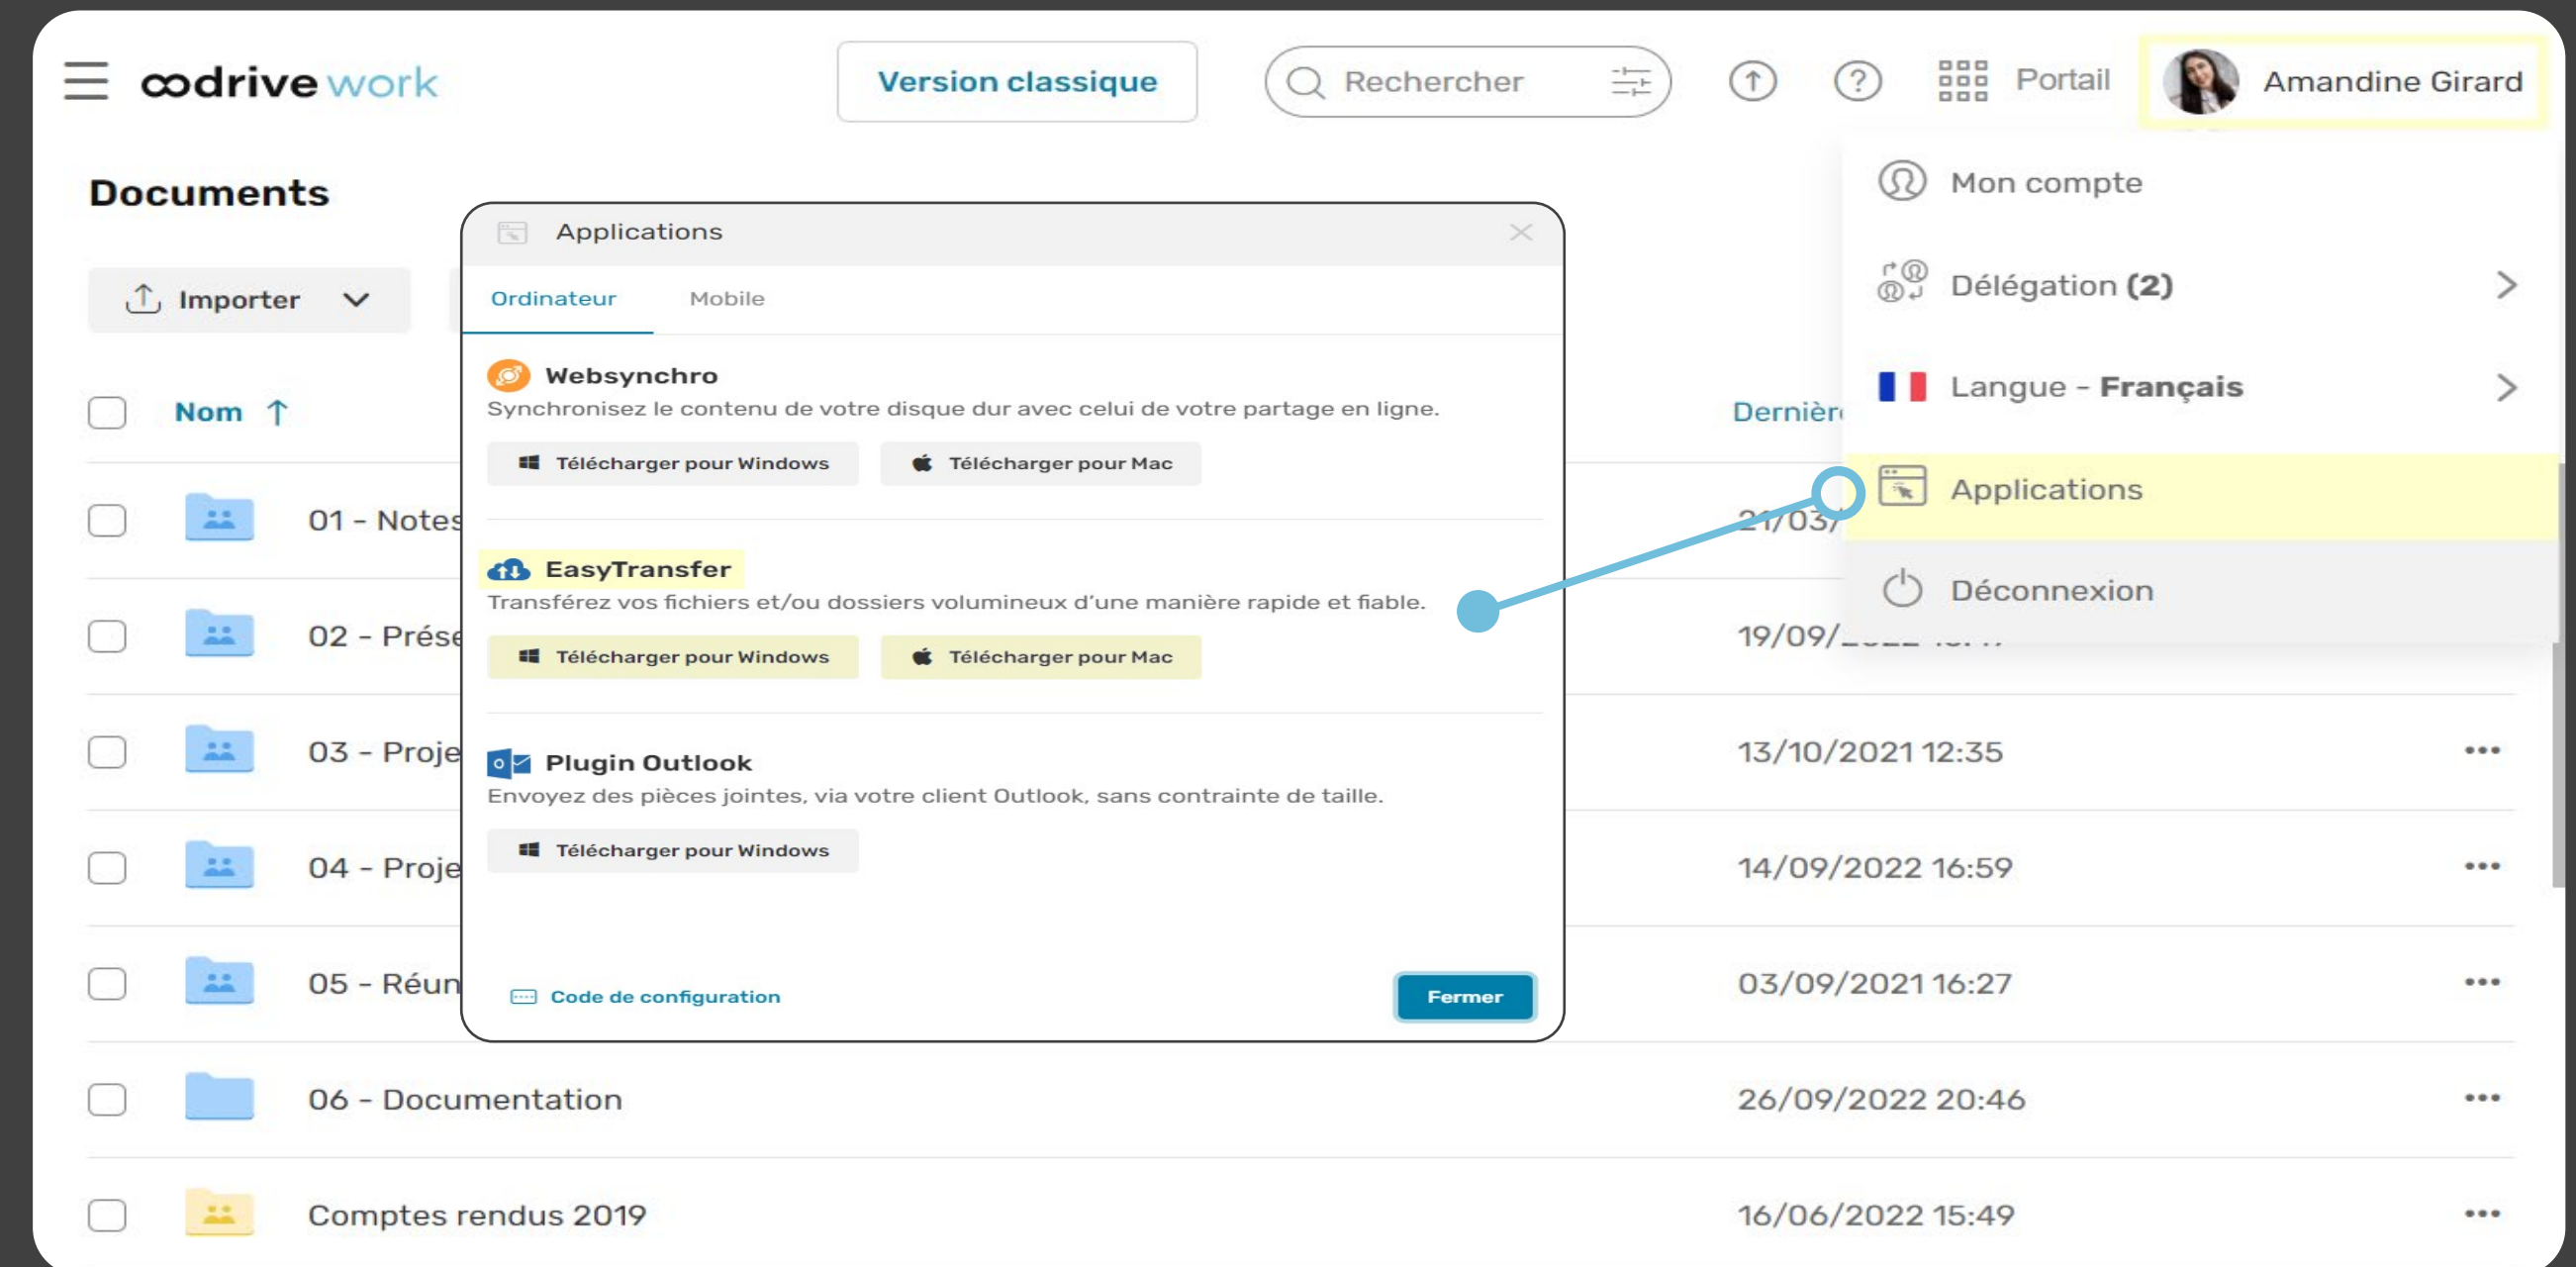 oodrive work
Version classique
Rechercher
Portail
Amandine Girard
Mon compte
Délégation (2)
Langue - Français
Applications
Déconnexion
Documents
Importer
Nom ↑
Applications
Ordinateur Mobile
Websynchro
Synchronisez le contenu de votre disque dur avec celui de votre partage en ligne.
Télécharger pour Windows Télécharger pour Mac
EasyTransfer
Transférez vos fichiers et/ou dossiers volumineux d'une manière rapide et fiable.
Télécharger pour Windows Télécharger pour Mac
Plugin Outlook
Envoyez des pièces jointes, via votre client Outlook, sans contrainte de taille.
Télécharger pour Windows
Code de configuration
Fermer
Dernièr
01 - Notes 21/03/
02 - Prése 19/09/
03 - Proje 13/10/2021 12:35
04 - Proje 14/09/2022 16:59
05 - Réun 03/09/2021 16:27
06 - Documentation 26/09/2022 20:46
Comptes rendus 2019 16/06/2022 15:49